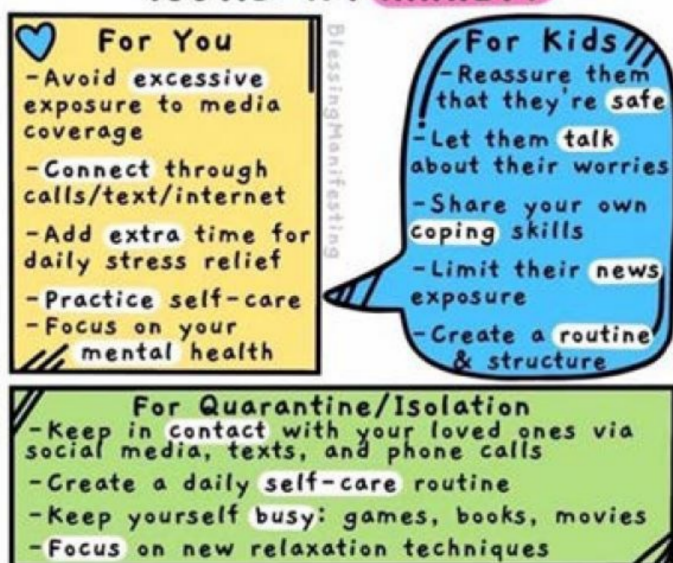 For You
-Avoid excessive
exposure to media
coverage
-Connect through
calls/text/internet
-Add extra time for
daily stress relief
-Practice self-care
-Focus on your
mental health
BlessingManifesting
For Kids
-Reassure them
that they're safe
-Let them talk
about their worries
-Share your own
coping skills
-Limit their news
exposure
-Create a routine
& structure
For Quarantine/Isolation
-Keep in contact with your loved ones via
social media, texts, and phone calls
-Create a daily self-care routine
-Keep yourself busy: games, books, movies
-Focus on new relaxation techniques